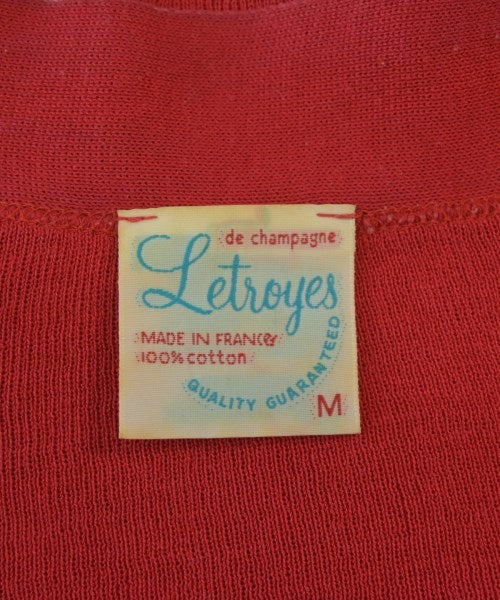 de champagne
Letroyes
MADE IN FRANCE
100% cotton
QUALITY GUARANTEED
M